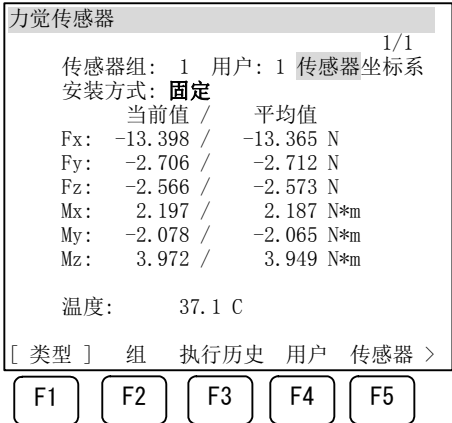 力觉传感器
1/1
传感器组: 1 用户: 1 传感器坐标系
安装方式: 固定
当前值 / 平均值
Fx: -13.398 / -13.365 N
Fy: -2.706 / -2.712 N
Fz: -2.566 / -2.573 N
Mx: 2.197 / 2.187 N*m
My: -2.078 / -2.065 N*m
Mz: 3.972 / 3.949 N*m
温度: 37.1 C
[ 类型 ] 组 执行历史 用户 传感器 >
F1 F2 F3 F4 F5